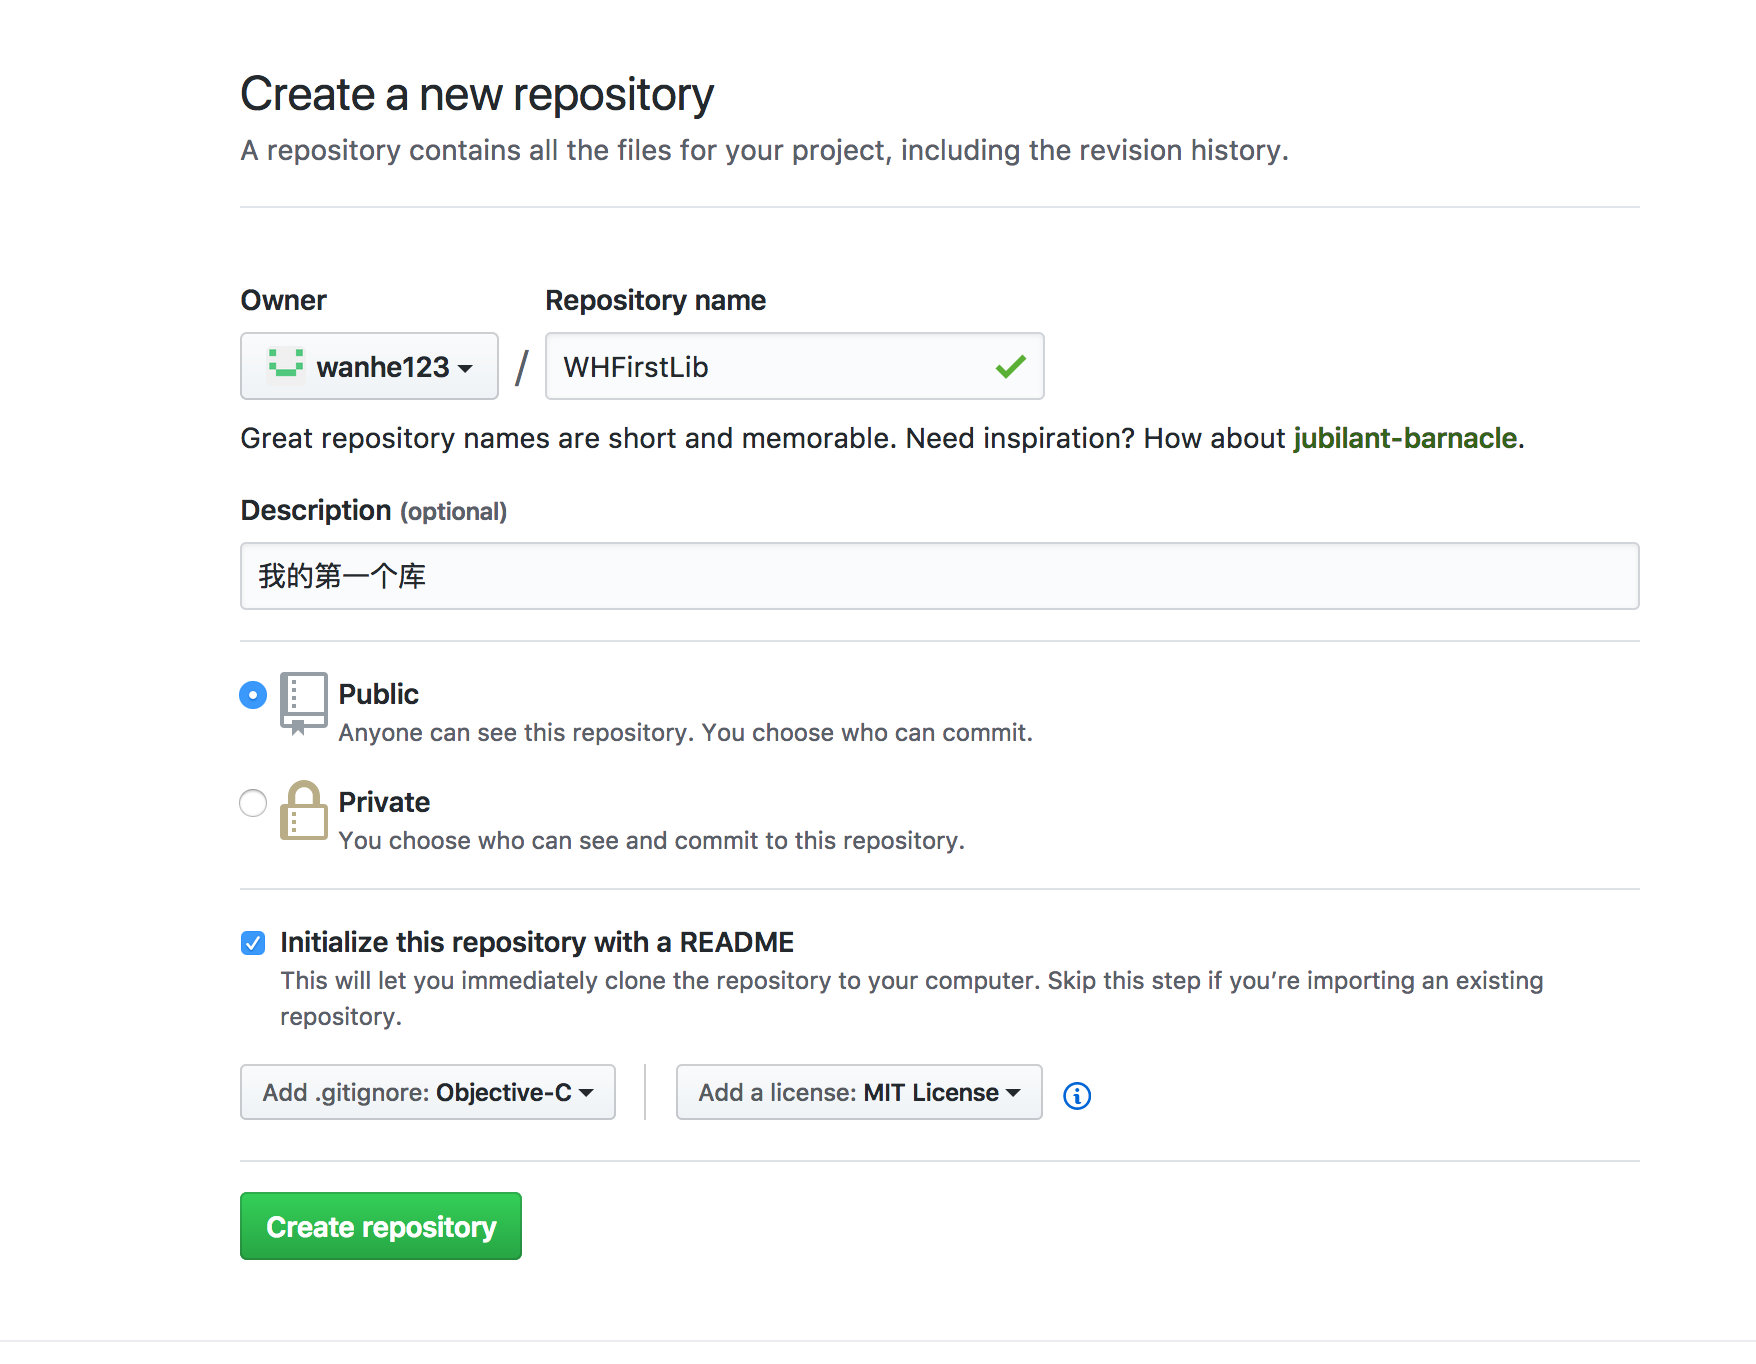 Create a new repository
A repository contains all the files for your project, including the revision history.
Owner
Repository name
wanhe123
/
WHFirstLib
Great repository names are short and memorable. Need inspiration? How about jubilant-barnacle.
Description (optional)
我的第一个库
Public
Anyone can see this repository. You choose who can commit.
Private
You choose who can see and commit to this repository.
Initialize this repository with a README
This will let you immediately clone the repository to your computer. Skip this step if you’re importing an existing
repository.
Add .gitignore: Objective-C
Add a license: MIT License
Create repository